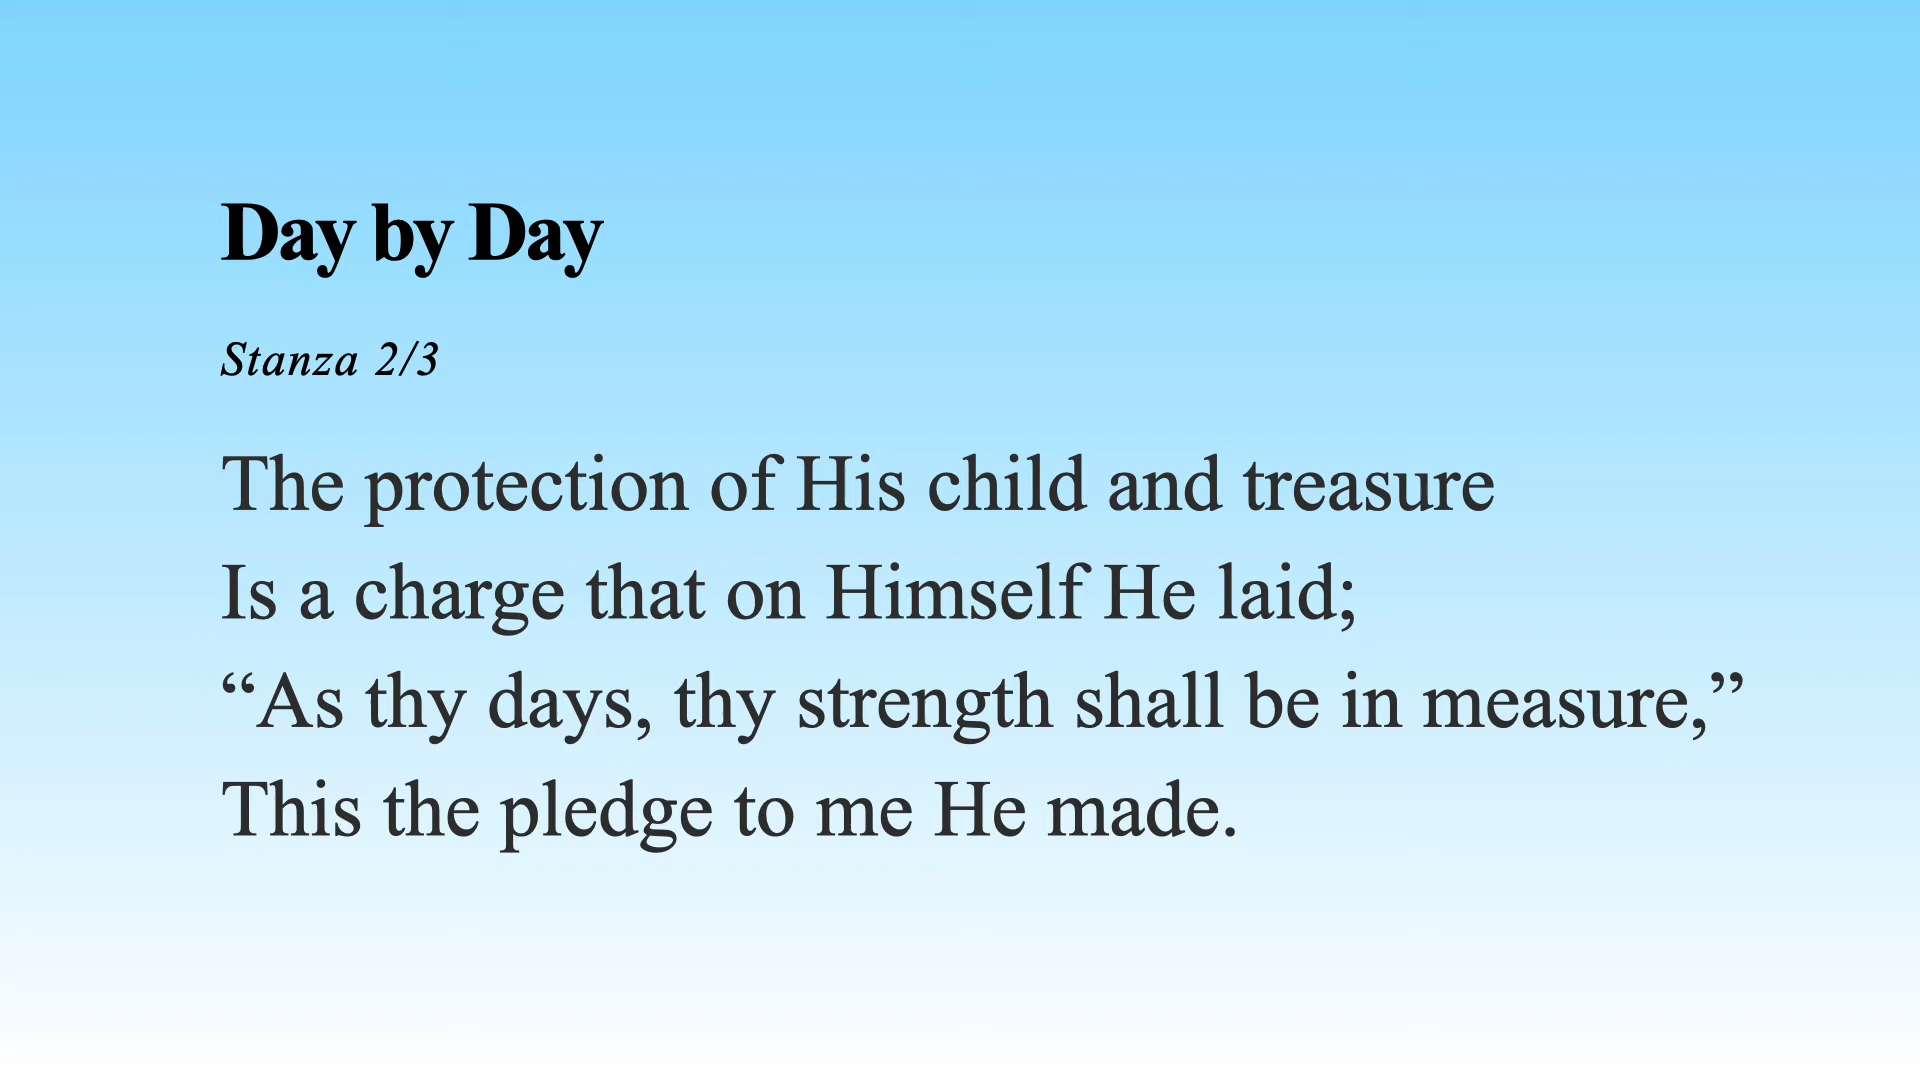 Day by Day
Stanza 2/3
The protection of His child and treasure
Is a charge that on Himself He laid;
“As thy days, thy strength shall be in measure,”
This the pledge to me He made.